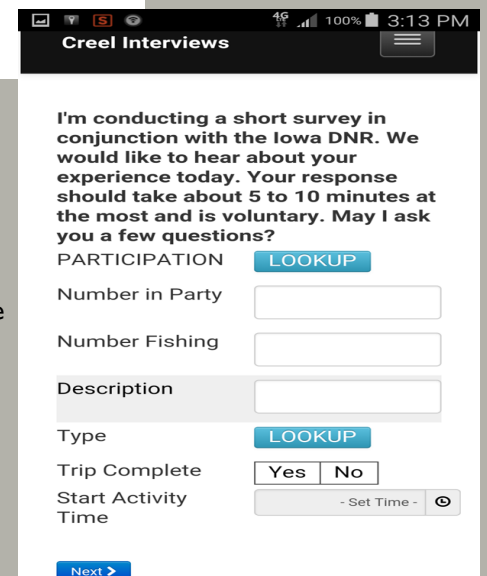 4G 100% 3:13 PM
Creel Interviews
I'm conducting a short survey in
conjunction with the Iowa DNR. We
would like to hear about your
experience today. Your response
should take about 5 to 10 minutes at
the most and is voluntary. May I ask
you a few questions?
PARTICIPATION LOOKUP
Number in Party
e
Number Fishing
Description
Type LOOKUP
Trip Complete Yes No
Start Activity
Time - Set Time -
Next >